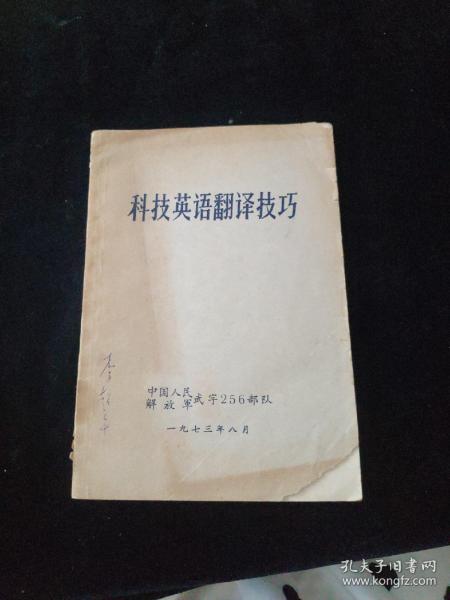 科技英语翻译技巧
中国人民
解放軍武字256部队
一九七三年八月
孔夫子旧书网
www.kongfz.com